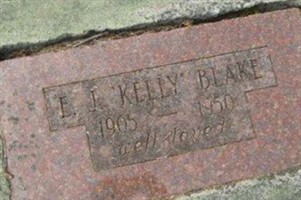 E. J. "KELLY" BLAKE
1905 — 1950
well loved